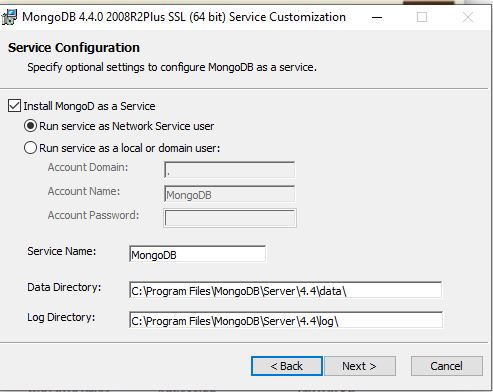 MongoDB 4.4.0 2008R2Plus SSL (64 bit) Service Customization
Service Configuration
Specify optional settings to configure MongoDB as a service.
Install MongoD as a Service
Run service as Network Service user
Run service as a local or domain user:
Account Domain: .
Account Name: MongoDB
Account Password:
Service Name: MongoDB
Data Directory: C:\Program Files\MongoDB\Server\4.4\data\
Log Directory: C:\Program Files\MongoDB\Server\4.4\log\
< Back Next > Cancel